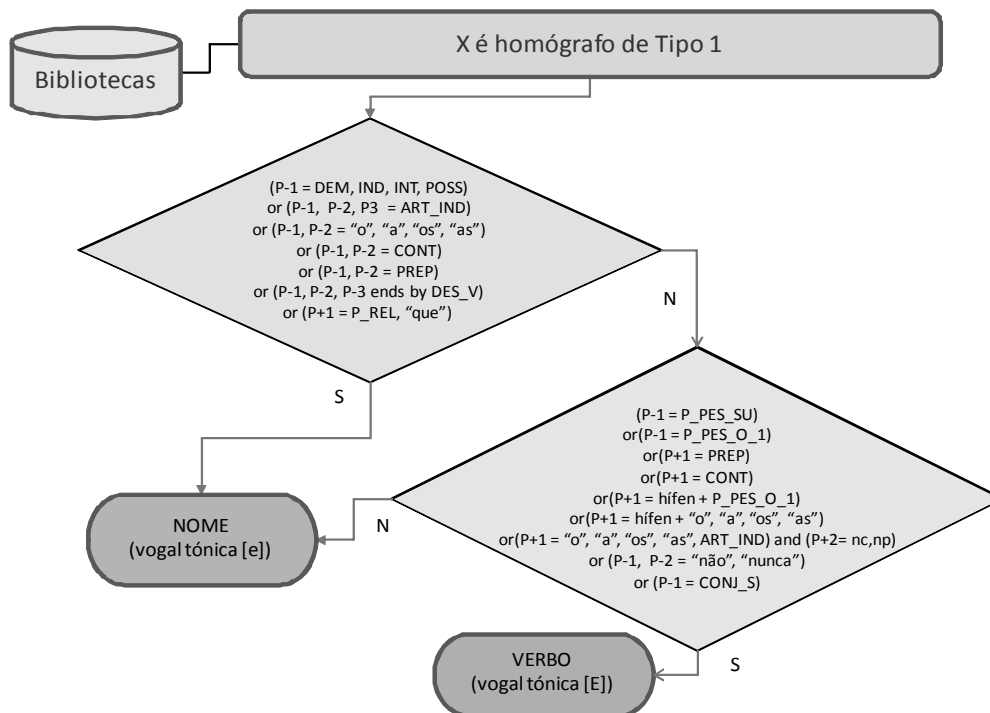 X é homógrafo de Tipo 1
Bibliotecas
(P-1 = DEM, IND, INT, POSS)
or (P-1, P-2, P3 = ART_IND)
or (P-1, P-2 = “o”, “a”, “os”, “as”)
or (P-1, P-2 = CONT)
or (P-1, P-2 = PREP)
or (P-1, P-2, P-3 ends by DES_V)
or (P+1 = P_REL, “que”)
N
S
(P-1 = P_PES_SU)
or(P-1 = P_PES_O_1)
or(P+1 = PREP)
or(P+1 = CONT)
or(P+1 = hífen + P_PES_O_1)
or(P+1 = hífen + “o”, “a”, “os”, “as”)
or(P+1 = “o”, “a”, “os”, “as”, ART_IND) and (P+2= nc,np)
or (P-1, P-2 = “não”, “nunca”)
or (P-1 = CONJ_S)
N
NOME
(vogal tónica [e])
S
VERBO
(vogal tónica [E])